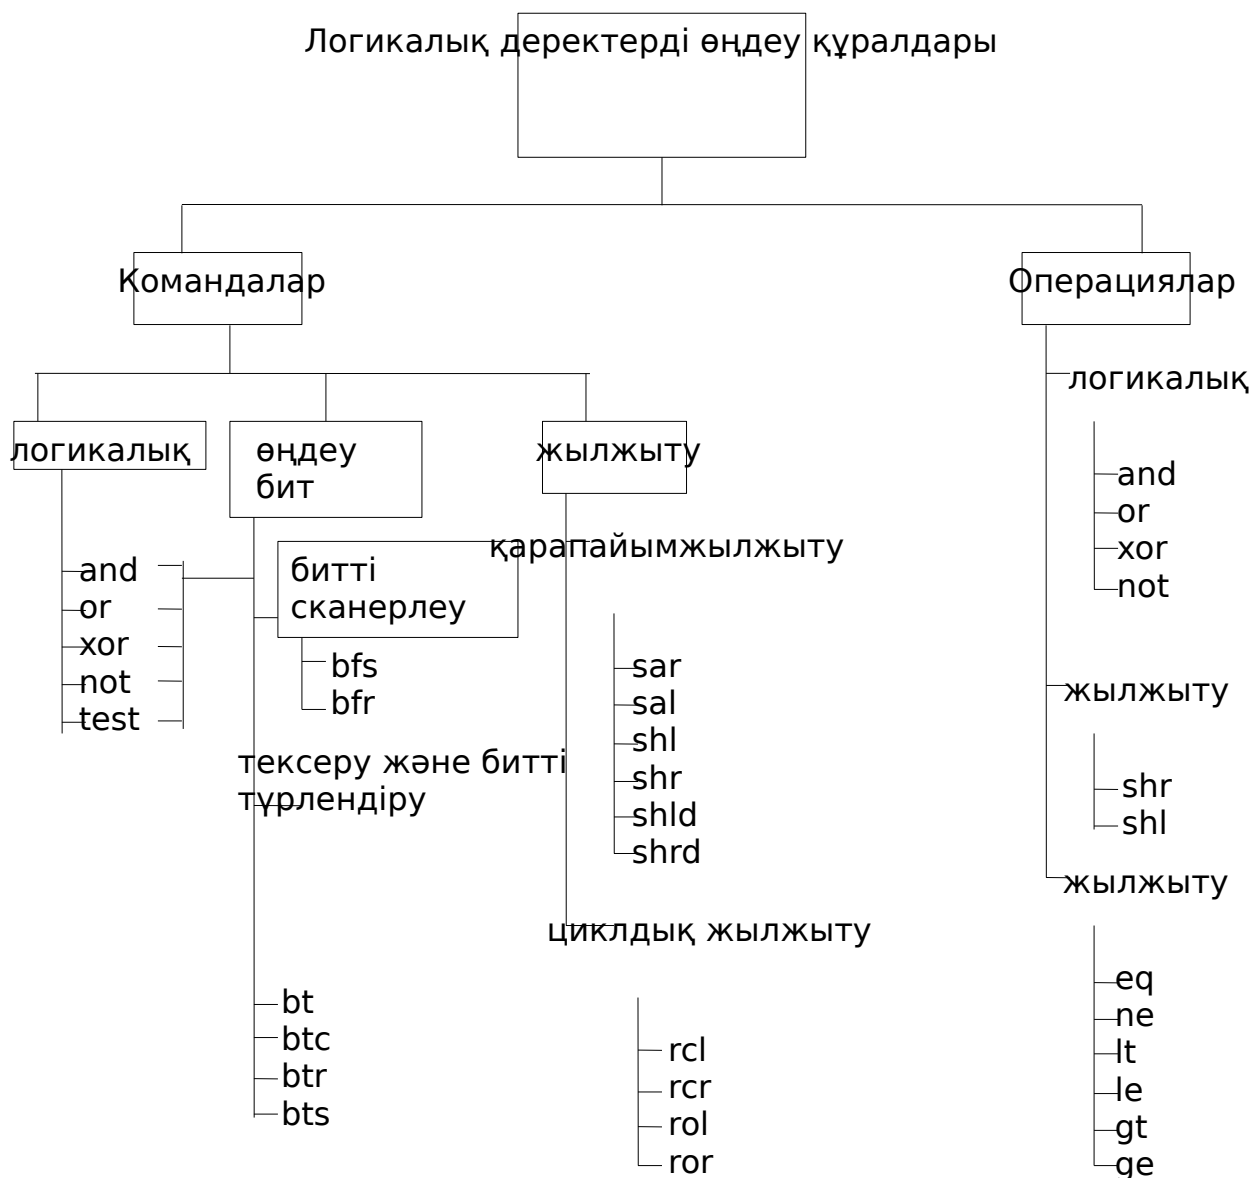 Логикалық деректерді өңдеу құралдары
Командалар
Операциялар
логикалық
and
or
xor
not
test
өңдеу
бит
битті
сканерлеу
bfs
bfr
тексеру және битті
түрлендіру
bt
btc
btr
bts
жылжыту
қарапайымжылжыту
sar
sal
shl
shr
shld
shrd
циклдық жылжыту
rcl
rcr
rol
ror
логикалық
and
or
xor
not
жылжыту
shr
shl
жылжыту
eq
ne
lt
le
gt
ge